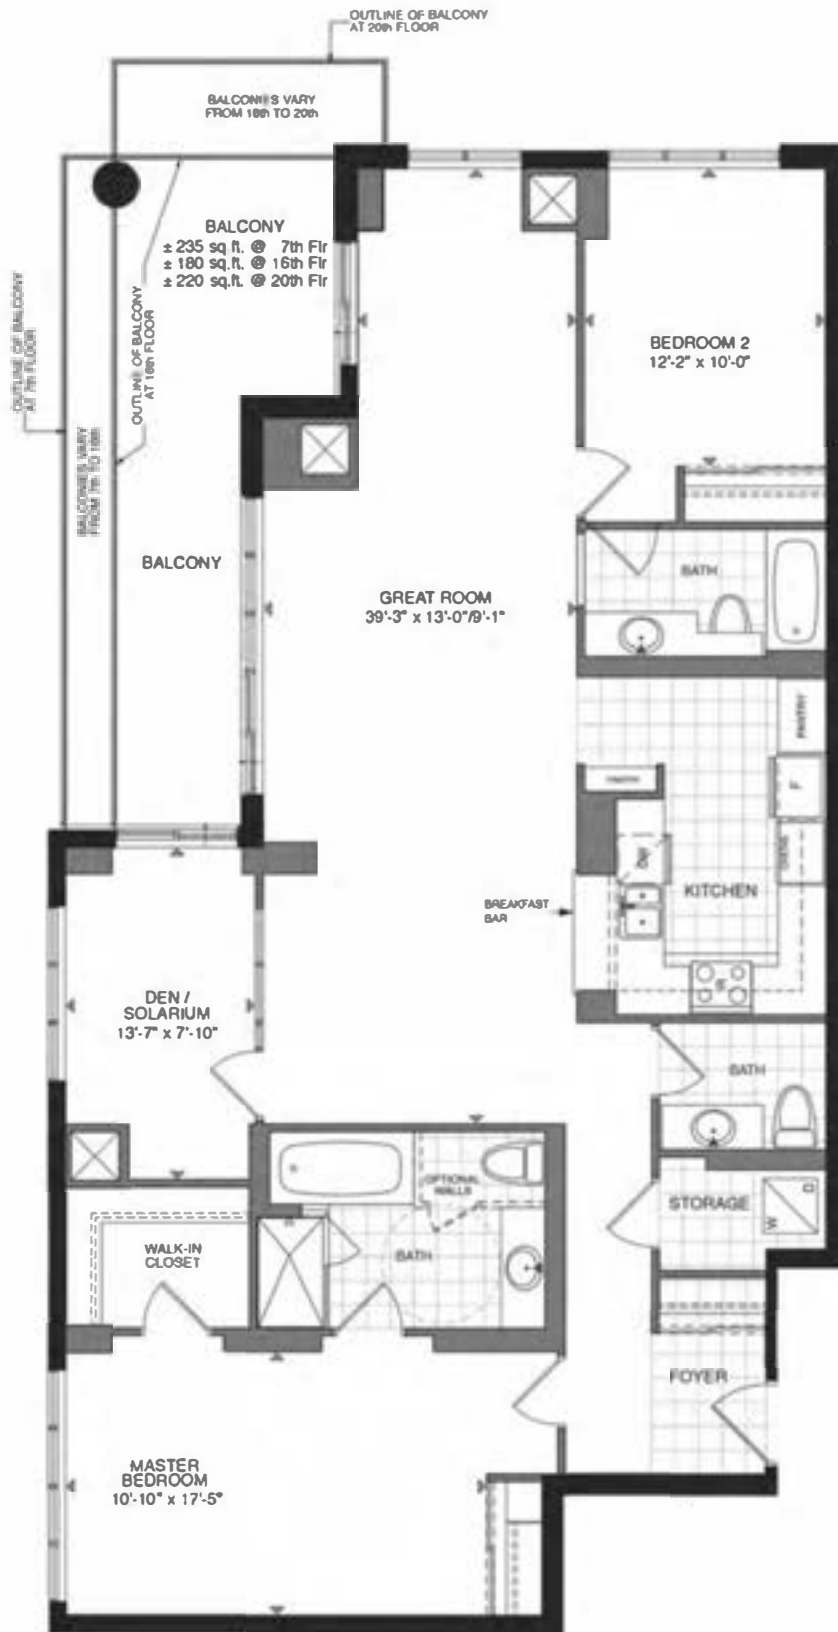 OUTLINE OF BALCONY
AT 20th FLOOR
BALCONIES VARY
FROM 18th TO 20th
BALCONY
± 235 sq.ft. @ 7th Flr
± 180 sq.ft. @ 16th Flr
± 220 sq.ft. @ 20th Flr
OUTLINE OF BALCONY
AT 7th FLOOR
OUTLINE OF BALCONY
AT 16th FLOOR
BALCONIES VARY
FROM 7th TO 16th
BEDROOM 2
12'-2" x 10'-0"
BALCONY
BATH
GREAT ROOM
39'-3" x 13'-0"/9'-1"
PANTRY
F
DW
KITCHEN
BREAKFAST
BAR
DEN /
SOLARIUM
13'-7" x 7'-10"
BATH
OPTIONAL
WALLS
STORAGE
W
D
WALK-IN
CLOSET
BATH
FOYER
MASTER
BEDROOM
10'-10" x 17'-5"